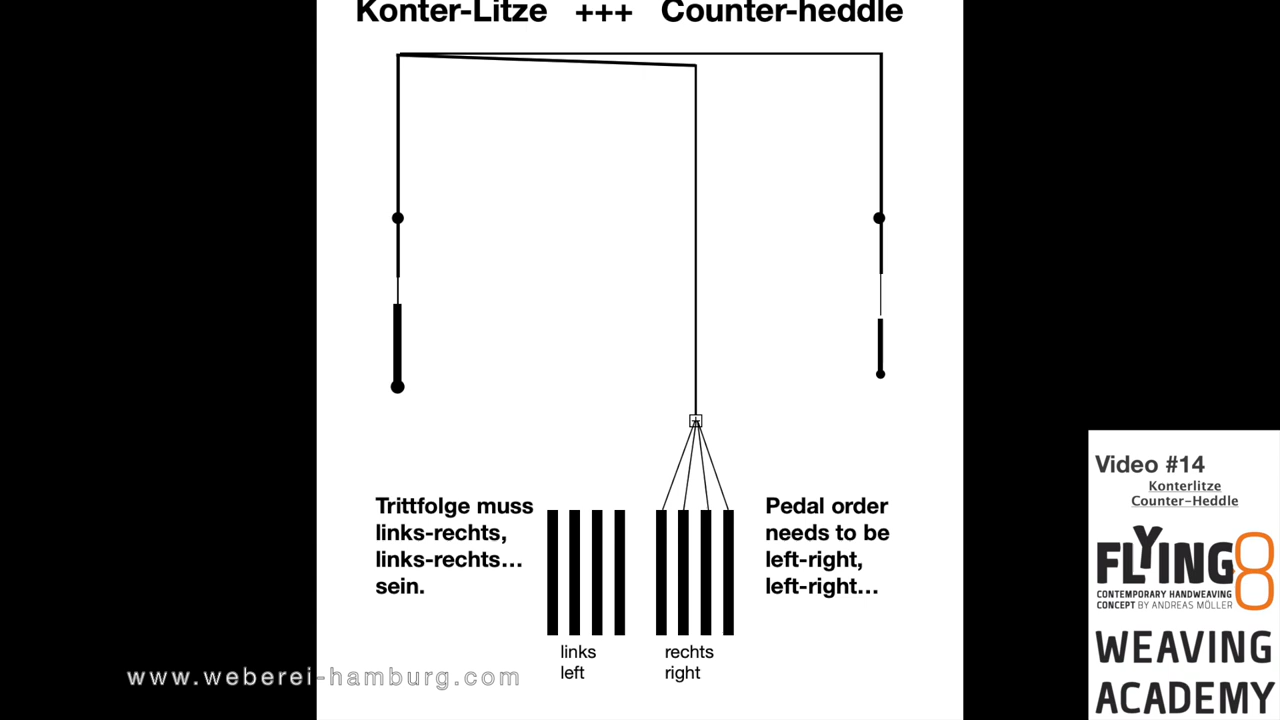 Konter-Litze +++ Counter-heddle
Trittfolge muss
links-rechts,
links-rechts…
sein.
Pedal order
needs to be
left-right,
left-right…
links
left
rechts
right
www.weberei-hamburg.com
Video #14
Konterlitze
Counter-Heddle
FLYING8
CONTEMPORARY HANDWEAVING
CONCEPT BY ANDREAS MÖLLER
WEAVING
ACADEMY